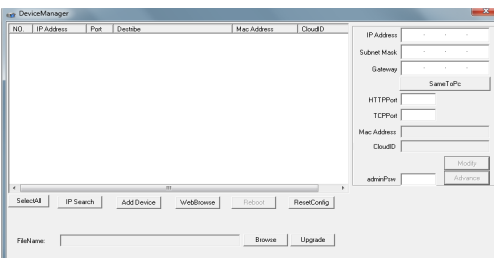 DeviceManager
NO. IP Address Port Destribe Mac Address CloudID
IP Address
Subnet Mask
Gateway
SameToPc
HTTPPort
TCPPort
Mac Address
CloudID
Modify
adminPsw Advance
SelectAll IP Search Add Device WebBrowse Reboot ResetConfig
FileName: Browse Upgrade